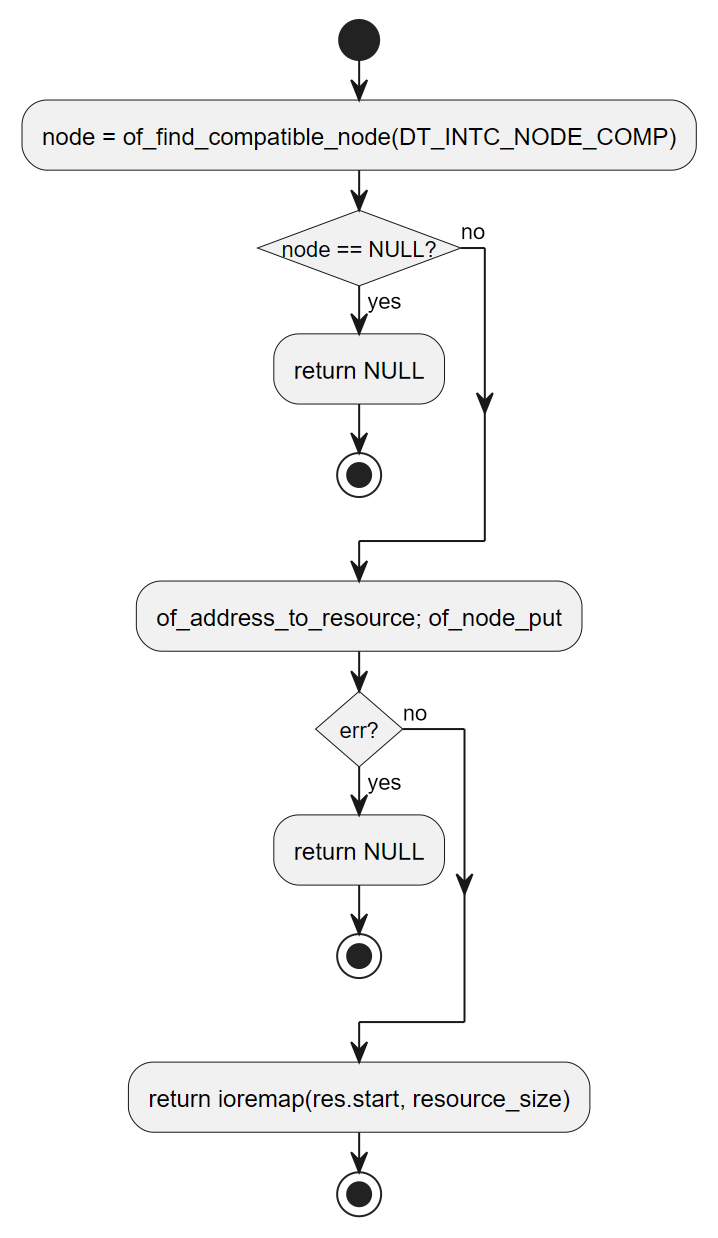 node = of_find_compatible_node(DT_INTC_NODE_COMP)
node == NULL?
no
yes
return NULL
of_address_to_resource; of_node_put
err?
no
yes
return NULL
return ioremap(res.start, resource_size)